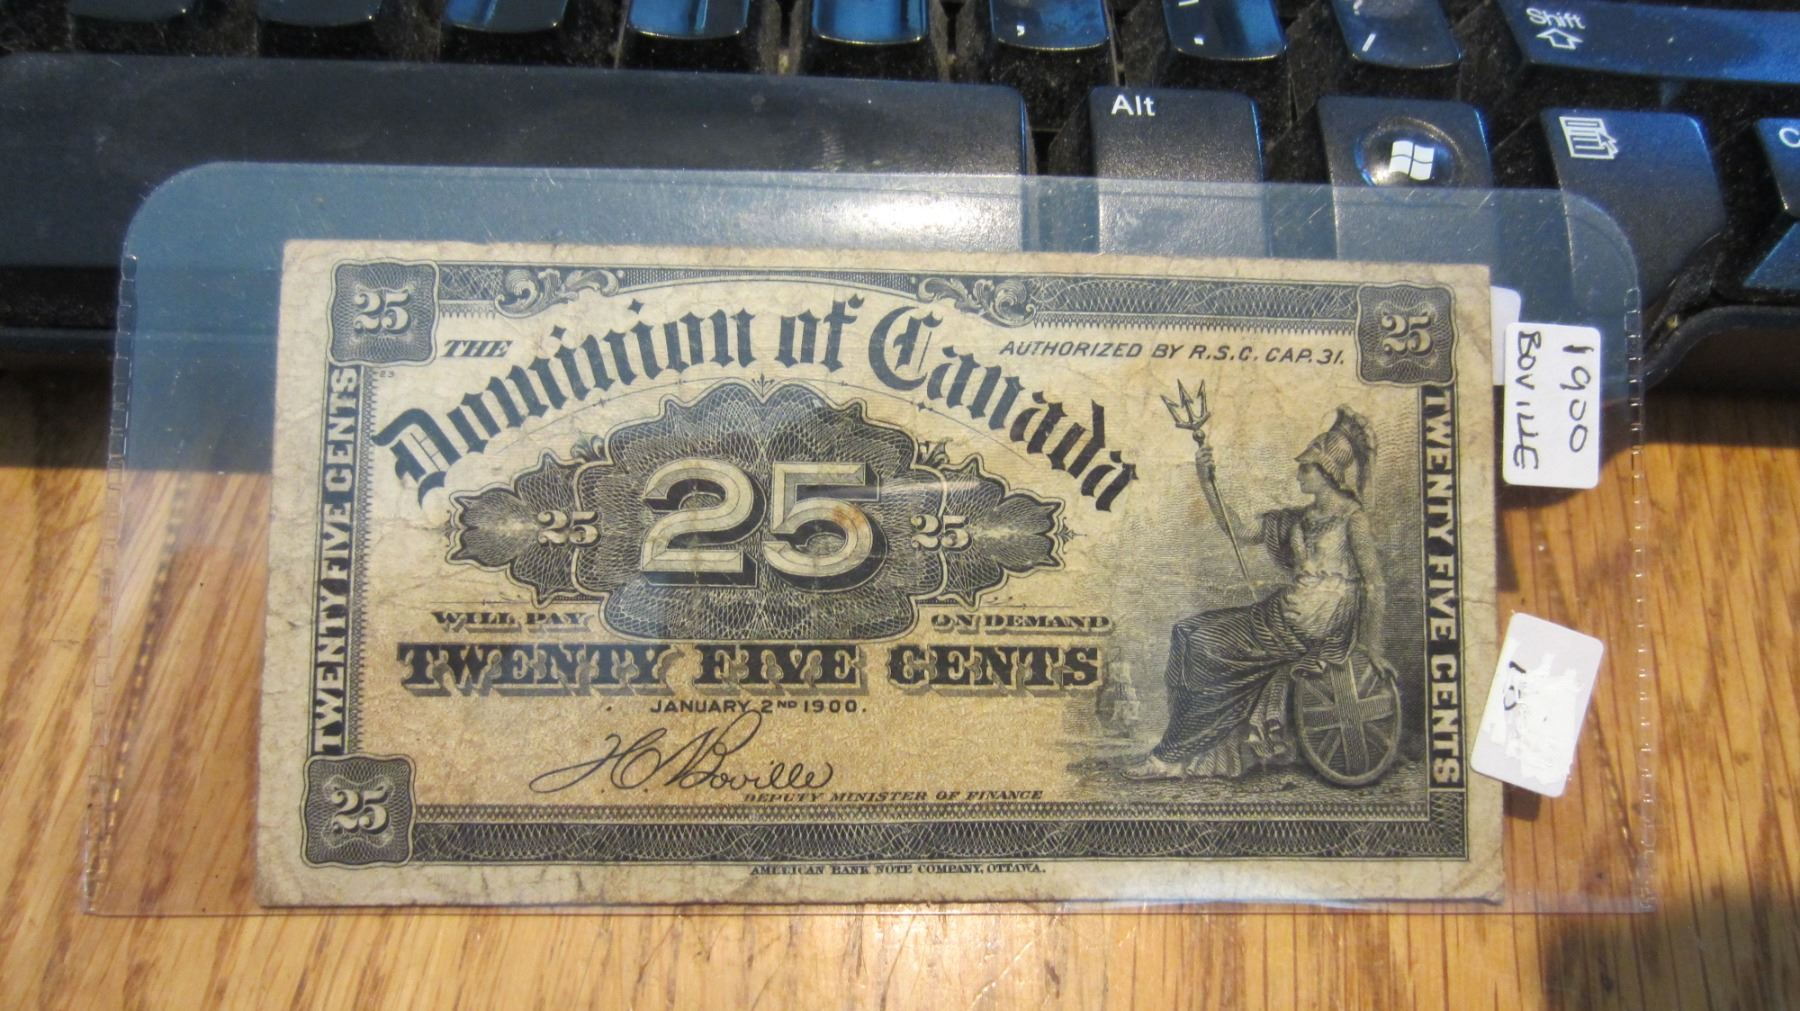 Shift
Alt
25
25
THE
Dominion of Canada
AUTHORIZED BY R.S.C. CAP. 31.
TWENTY FIVE CENTS
TWENTY FIVE CENTS
25
25
25
WILL PAY
ON DEMAND
TWENTY FIVE CENTS
JANUARY 2ND 1900.
J.C. Boville
DEPUTY MINISTER OF FINANCE
25
AMERICAN BANK NOTE COMPANY, OTTAWA.
1900
BOVILLE